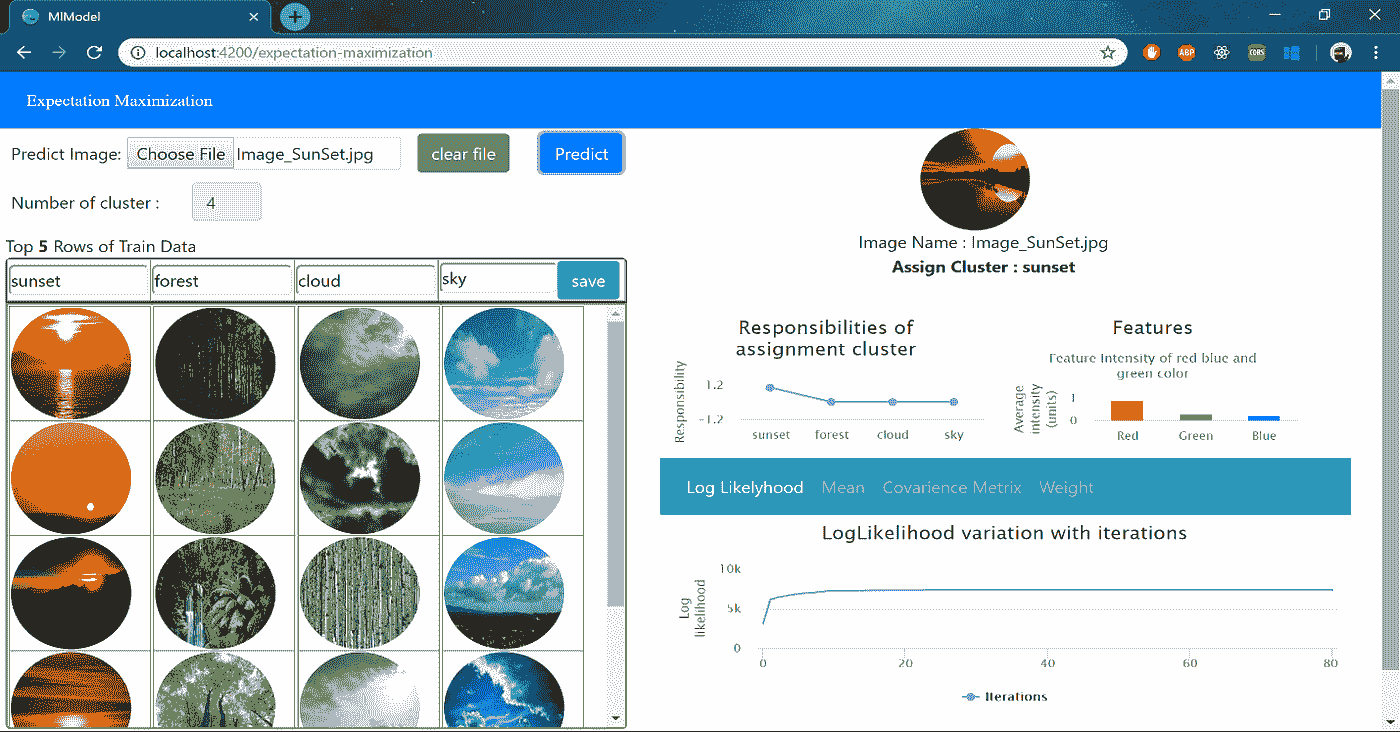 MlModel
localhost:4200/expectation-maximization
ABP
CORS
Expectation Maximization
Predict Image: Choose File Image_SunSet.jpg clear file Predict
Number of cluster : 4
Top 5 Rows of Train Data
sunset forest cloud sky save
Image Name : Image_SunSet.jpg
Assign Cluster : sunset
Responsibilities of
assignment cluster
Responsibility
1.2
-1.2
sunset forest cloud sky
Features
Feature Intensity of red blue and
green color
Average
intensity
(units)
1
0
Red Green Blue
Log Likelyhood Mean Covarience Metrix Weight
LogLikelihood variation with iterations
Log
likelihood
10k
5k
0
0 20 40 60 80
Iterations